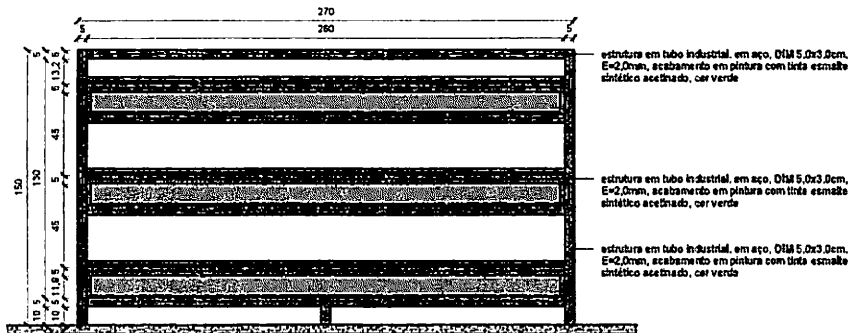 270
5 260 5
estrutura em tubo industrial, em aço, DIM 5,0x3,0cm,
E=2,0mm, acabamento em pintura com tinta esmalte
sintético acetinado, cor verde
estrutura em tubo industrial, em aço, DIM 5,0x3,0cm,
E=2,0mm, acabamento em pintura com tinta esmalte
sintético acetinado, cor verde
estrutura em tubo industrial, em aço, DIM 5,0x3,0cm,
E=2,0mm, acabamento em pintura com tinta esmalte
sintético acetinado, cor verde
150
5
130
5
10
5
13,2
5
45
5
45
5
11,8
5
10